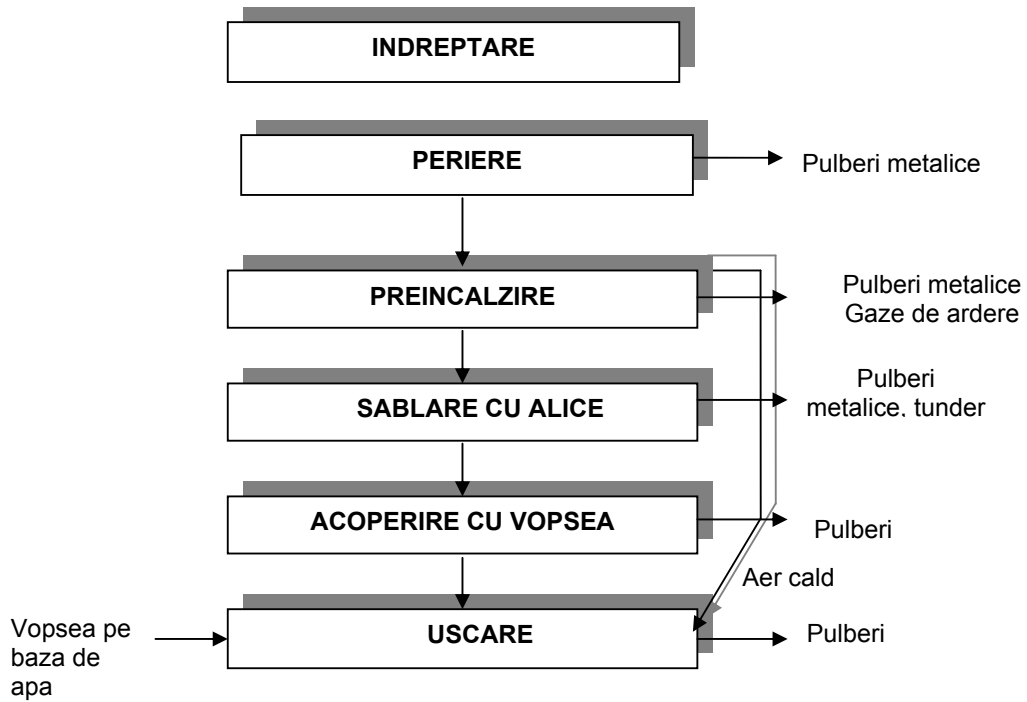 INDREPTARE
PERIERE
Pulberi metalice
PREINCALZIRE
Pulberi metalice
Gaze de ardere
SABLARE CU ALICE
Pulberi
metalice, tunder
ACOPERIRE CU VOPSEA
Pulberi
Aer cald
Vopsea pe
baza de
apa
USCARE
Pulberi